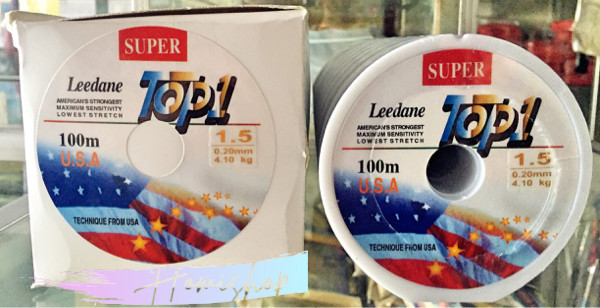 SUPER
Leedane
TOP1
AMERICAN'S STRONGEST
MAXIMUM SENSITIVITY
LOWEST STRETCH
100m
U.S.A
1.5
0.20mm
4.10 kg
TECHNIQUE FROM USA
SUPER
Leedane
TOP1
AMERICAN'S STRONGEST
MAXIMUM SENSITIVITY
LOWEST STRETCH
100m
U.S.A
1.5
0.20mm
4.10 kg
TECHNIQUE FROM USA